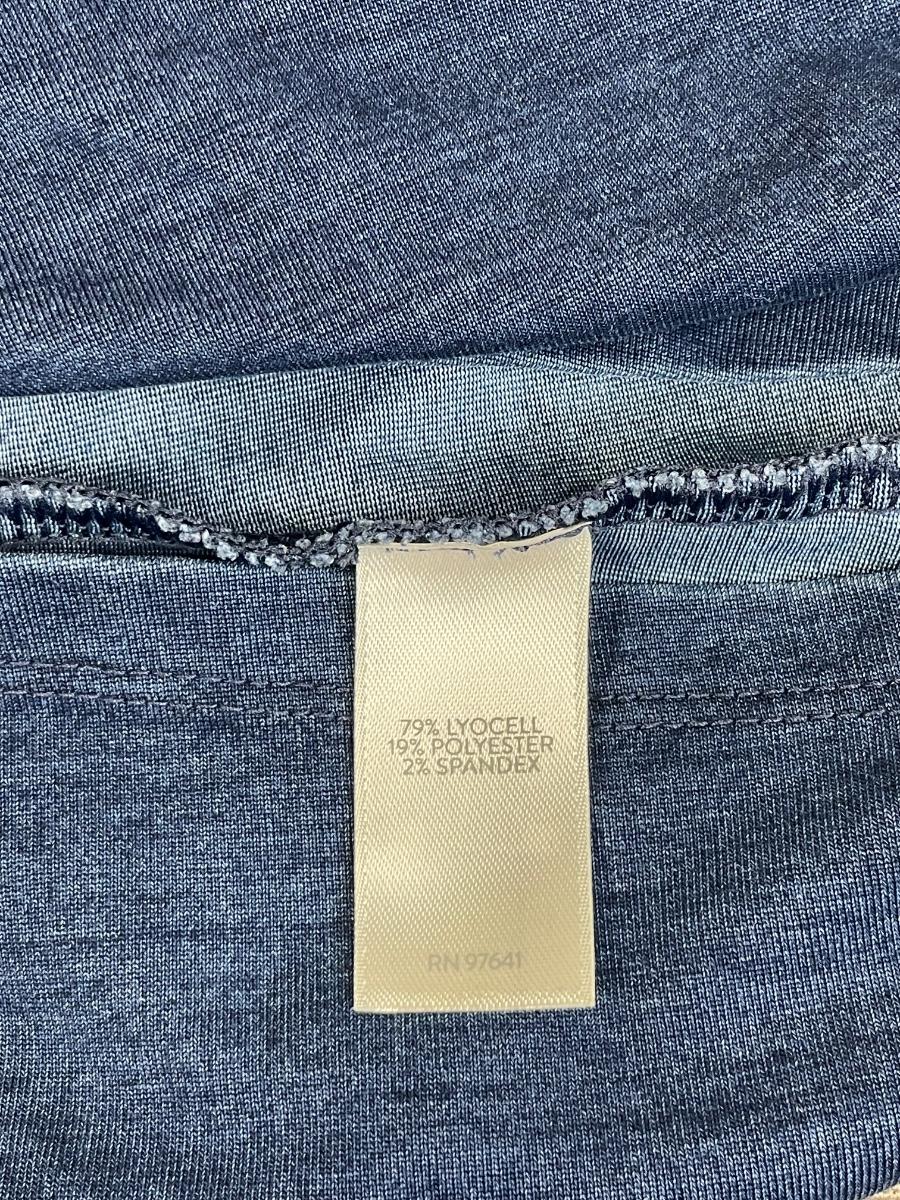 79% LYOCELL
19% POLYESTER
2% SPANDEX
RN 97641